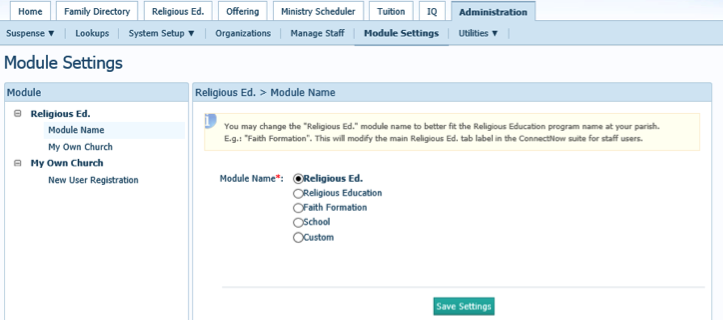 Home Family Directory Religious Ed. Offering Ministry Scheduler Tuition IQ Administration
Suspense ▼ Lookups System Setup ▼ Organizations Manage Staff Module Settings Utilities ▼
Module Settings
Module
Religious Ed.
Module Name
My Own Church
My Own Church
New User Registration
Religious Ed. > Module Name
You may change the "Religious Ed." module name to better fit the Religious Education program name at your parish.
E.g.: "Faith Formation". This will modify the main Religious Ed. tab label in the ConnectNow suite for staff users.
Module Name*: Religious Ed.
Religious Education
Faith Formation
School
Custom
Save Settings